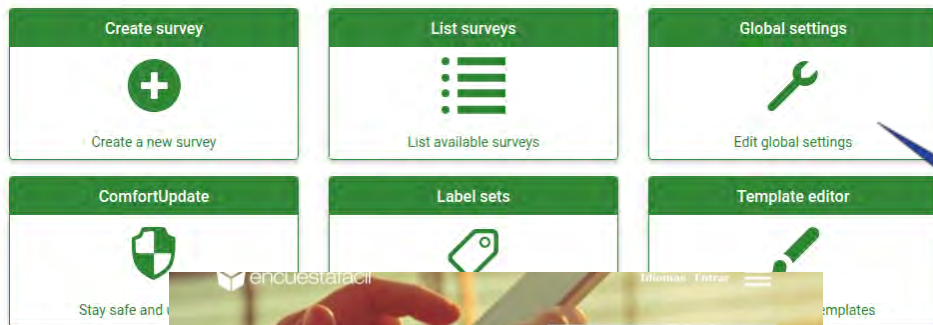 Create survey
List surveys
Global settings
Create a new survey
List available surveys
Edit global settings
ComfortUpdate
Label sets
Template editor
Stay safe and
emplates
encuestafacil
Idiomas Entrar